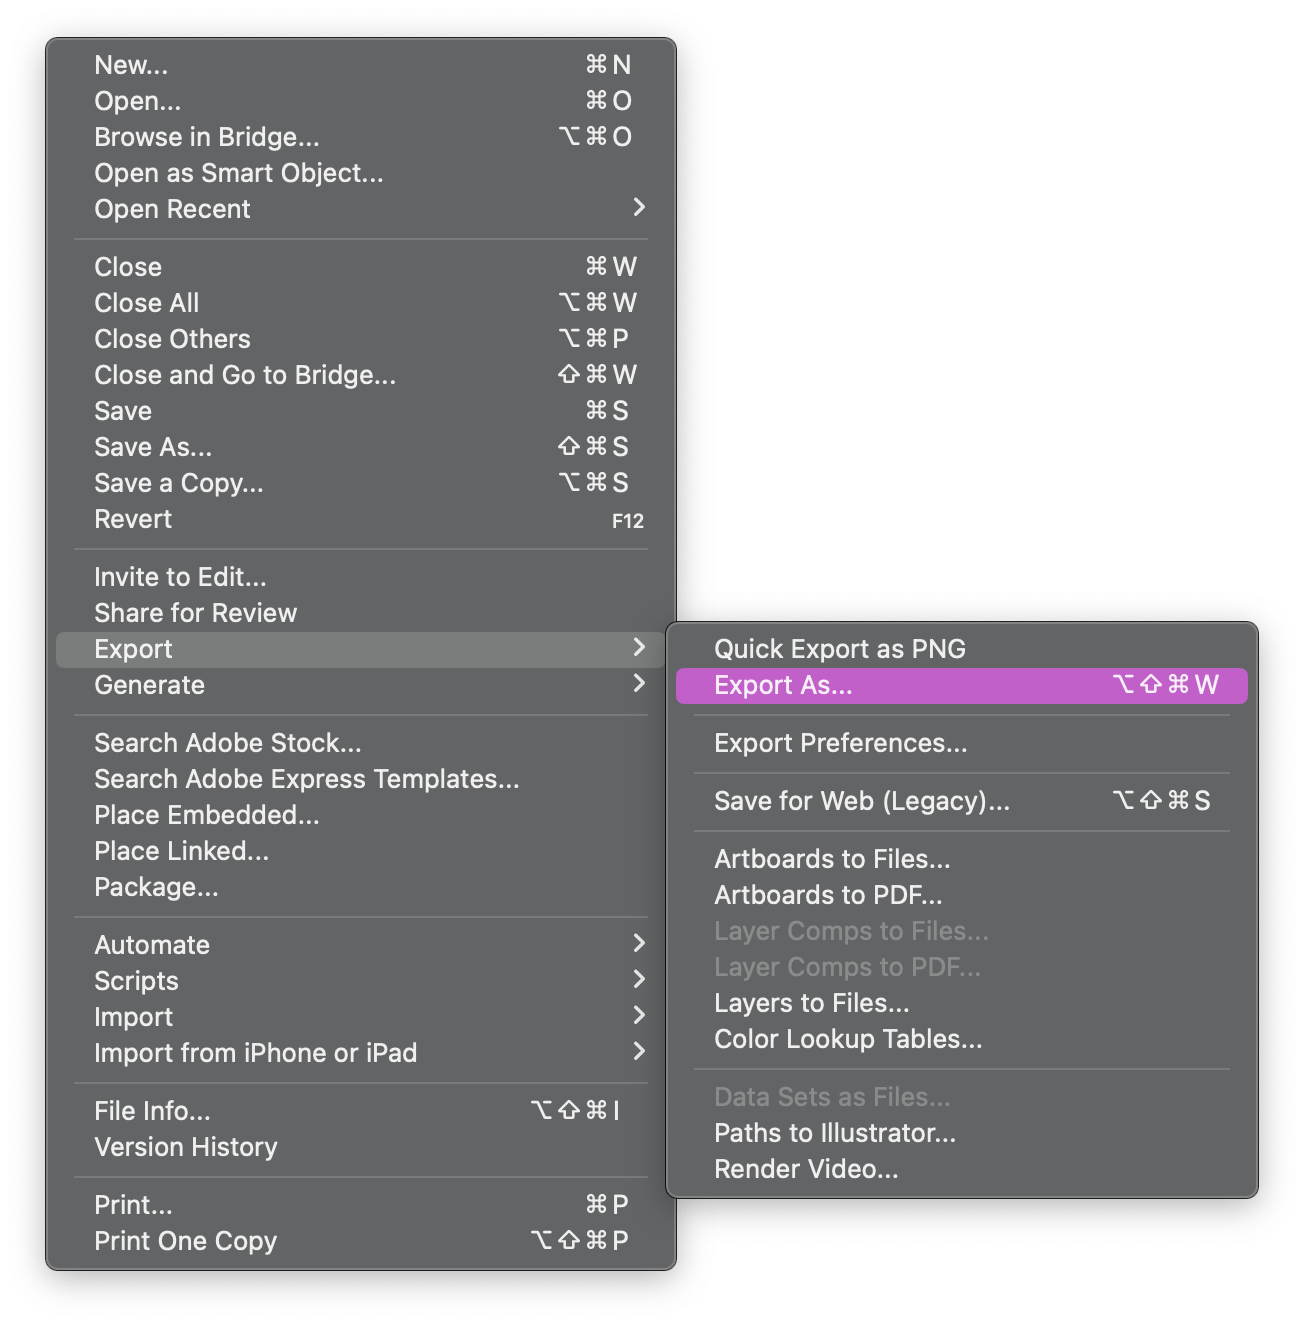 New... ⌘N
Open... ⌘O
Browse in Bridge... ⌥⌘O
Open as Smart Object...
Open Recent
Close ⌘W
Close All ⌥⌘W
Close Others ⌥⌘P
Close and Go to Bridge... ⇧⌘W
Save ⌘S
Save As... ⇧⌘S
Save a Copy... ⌥⌘S
Revert F12
Invite to Edit...
Share for Review
Export
Generate
Search Adobe Stock...
Search Adobe Express Templates...
Place Embedded...
Place Linked...
Package...
Automate
Scripts
Import
Import from iPhone or iPad
File Info... ⌥⇧⌘I
Version History
Print... ⌘P
Print One Copy ⌥⇧⌘P
Quick Export as PNG
Export As... ⌥⇧⌘W
Export Preferences...
Save for Web (Legacy)... ⌥⇧⌘S
Artboards to Files...
Artboards to PDF...
Layer Comps to Files...
Layer Comps to PDF...
Layers to Files...
Color Lookup Tables...
Data Sets as Files...
Paths to Illustrator...
Render Video...